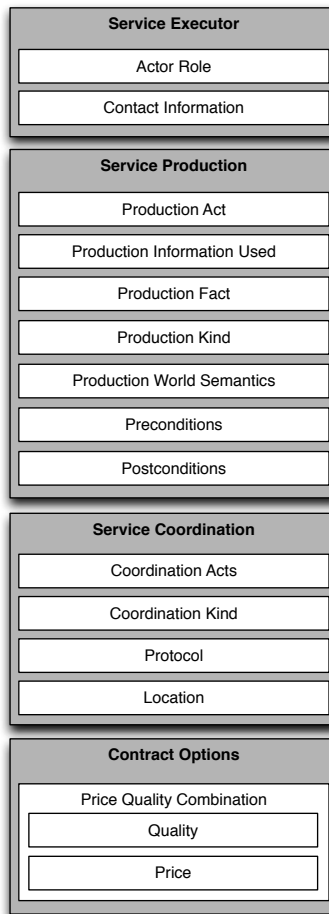 Service Executor
Actor Role
Contact Information
Service Production
Production Act
Production Information Used
Production Fact
Production Kind
Production World Semantics
Preconditions
Postconditions
Service Coordination
Coordination Acts
Coordination Kind
Protocol
Location
Contract Options
Price Quality Combination
Quality
Price